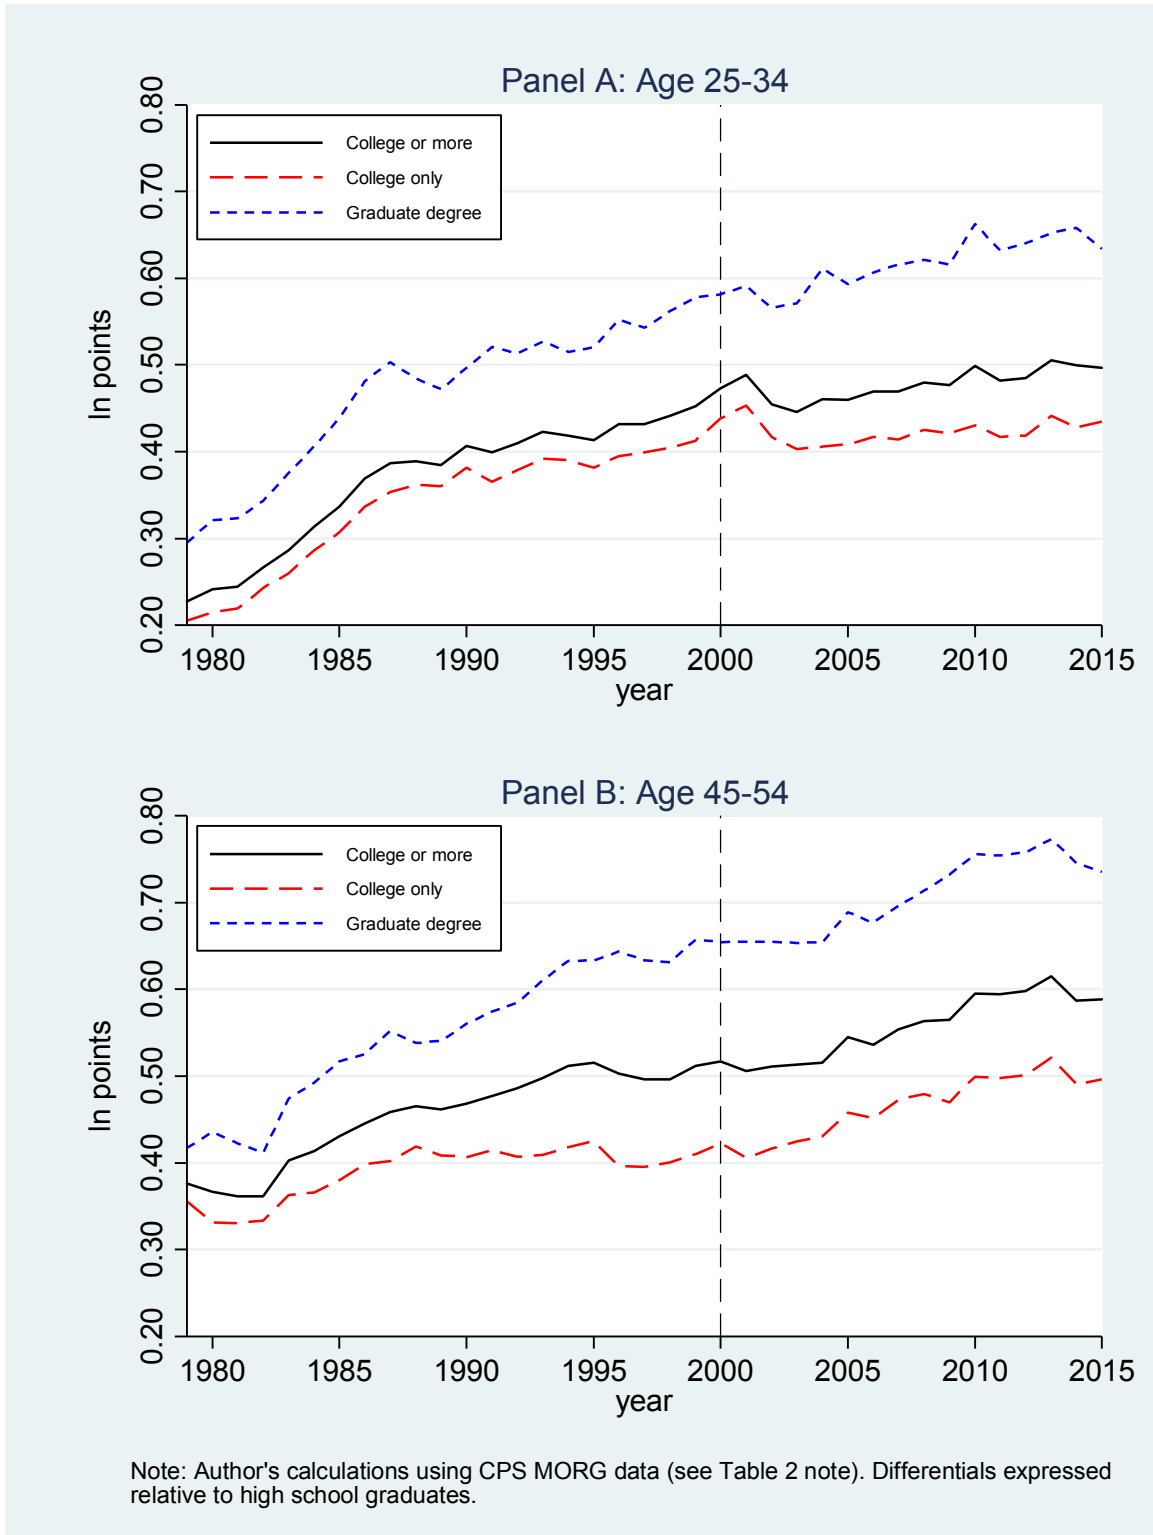 Panel A: Age 25-34
0.80
0.70
0.60
0.50
0.40
0.30
0.20
ln points
College or more
College only
Graduate degree
1980 1985 1990 1995 2000 2005 2010 2015
year
Panel B: Age 45-54
0.80
0.70
0.60
0.50
0.40
0.30
0.20
ln points
College or more
College only
Graduate degree
1980 1985 1990 1995 2000 2005 2010 2015
year
Note: Author's calculations using CPS MORG data (see Table 2 note). Differentials expressed
relative to high school graduates.